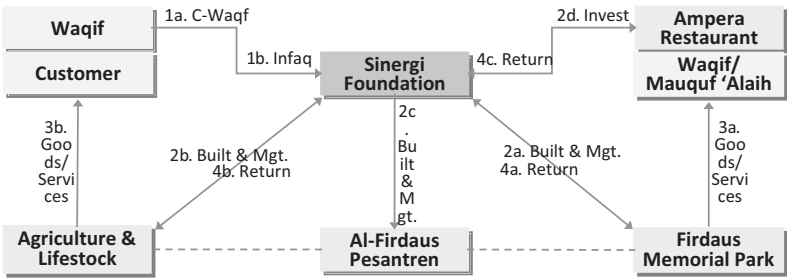 Waqif
1a. C-Waqf
2d. Invest
Ampera
Restaurant
Customer
1b. Infaq
Sinergi
Foundation
4c. Return
Waqif/
Mauquf ‘Alaih
3b.
Goo
ds/
Servi
ces
2b. Built & Mgt.
4b. Return
2c
.
Bu
ilt
&
M
gt.
2a. Built & Mgt.
4a. Return
3a.
Goo
ds/
Servi
ces
Agriculture &
Lifestock
Al-Firdaus
Pesantren
Firdaus
Memorial Park